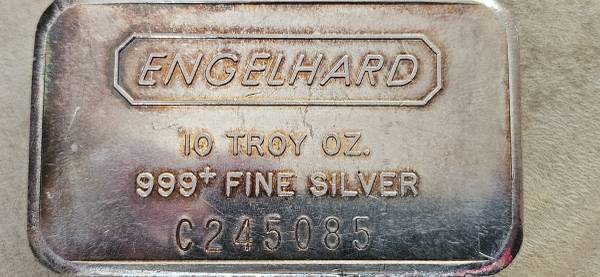 ENGELHARD
10 TROY OZ.
999+ FINE SILVER
C245085